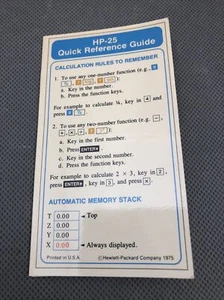 HP-25
Quick Reference Guide
CALCULATION RULES TO REMEMBER
1. To use any one-number function (e.g.,
a. Key in the number.
b. Press the function keys.
For example to calculate ¼, key in 4 and
press
2. To use any two-number function (e.g. −,
+, ×, ÷,
a. Key in the first number.
b. Press ENTER↑.
c. Key in the second number.
d. Press the function keys.
For example to calculate 2 × 3, key in 2,
press ENTER↑, key in 3, and press ×.
AUTOMATIC MEMORY STACK
T 0.00 ◄ Top
Z 0.00
Y 0.00
X 0.00 ◄ Always displayed.
Printed in U.S.A. ©Hewlett-Packard Company 1975